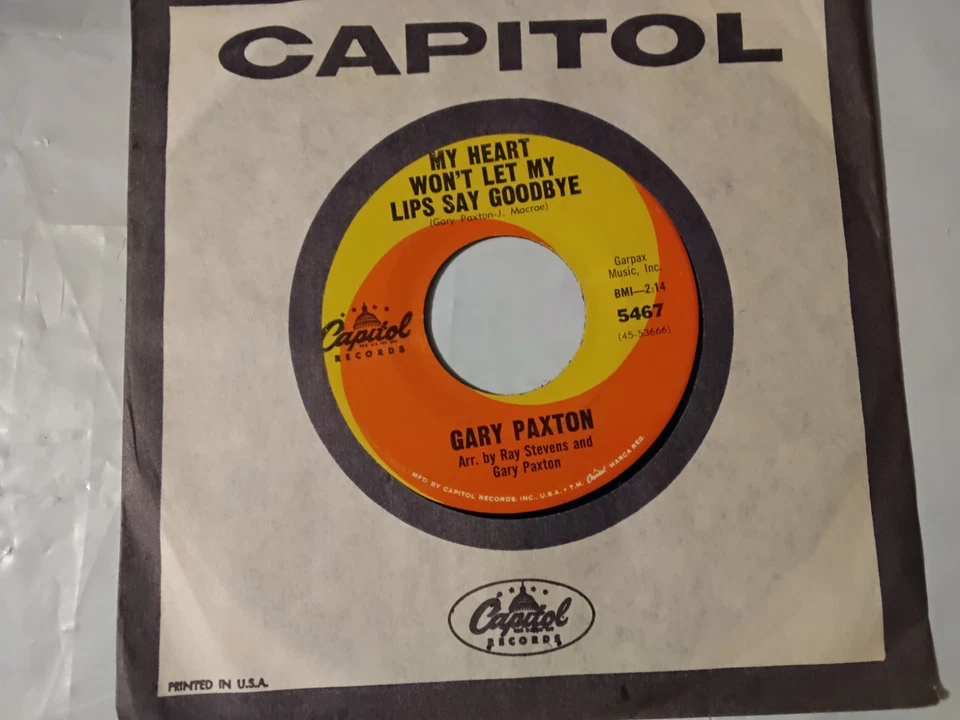 CAPITOL
MY HEART
WON'T LET MY
LIPS SAY GOODBYE
(Gary Paxton-J. Macrae)
Garpax
Music, Inc.
BMI—2:14
5467
(45-53666)
Capitol
RECORDS
GARY PAXTON
Arr. by Ray Stevens and
Gary Paxton
MFD. BY CAPITOL RECORDS, INC., U.S.A. • T.M. Capitol MARCA REG.
Capitol
RECORDS
PRINTED IN U.S.A.